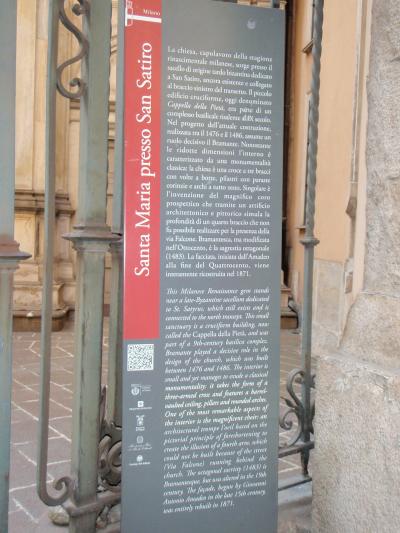 Milano
Santa Maria presso San Satiro
La chiesa, capolavoro della stagione
rinascimentale milanese, sorge presso il
sacello di origine tardo bizantina dedicato
a San Satiro, ancora esistente e collegato
al braccio sinistro del transetto. Il piccolo
edificio cruciforme, oggi denominato
Cappella della Pietà, era parte di un
complesso basilicale risalente al IX secolo.
Nel progetto dell'attuale costruzione,
realizzata tra il 1476 e il 1486, assume un
ruolo decisivo il Bramante. Nonostante
le ridotte dimensioni l'interno è
caratterizzato da una monumentalità
classica: la chiesa è una croce a tre bracci
con volte a botte, pilastri con paraste
corinzie e archi a tutto sesto. Singolare è
l'invenzione del magnifico coro
prospettico che tramite un artificio
architettonico e pittorico simula la
profondità di un quarto braccio che non
fu possibile realizzare per la presenza della
via Falcone. Bramantesca, ma modificata
nell'Ottocento, è la sagrestia ottagonale
(1483). La facciata, iniziata dall'Amadeo
alla fine del Quattrocento, viene
interamente ricostruita nel 1871.
This Milanese Renaissance gem stands
near a late-Byzantine sacellum dedicated
to St. Satyrus, which still exists and is
connected to the north transept. This small
sanctuary is a cruciform building, now
called the Cappella della Pietà, and was
part of a 9th-century basilica complex.
Bramante played a decisive role in the
design of the church, which was built
between 1476 and 1486. The interior is
small and yet manages to evoke a classical
monumentality: it takes the form of a
three-armed cross and features a barrel-
vaulted ceiling, pillars and rounded arches.
One of the most remarkable aspects of
the interior is the magnificent choir: an
architectural trompe l'oeil based on the
pictorial principle of foreshortening to
create the illusion of a fourth arm, which
could not be built because of the street
(Via Falcone) running behind the
church. The octagonal sacristy (1483) is
Bramantesque, but was altered in the 19th
century. The façade, begun by Giovanni
Antonio Amadeo in the late 15th century,
was entirely rebuilt in 1871.